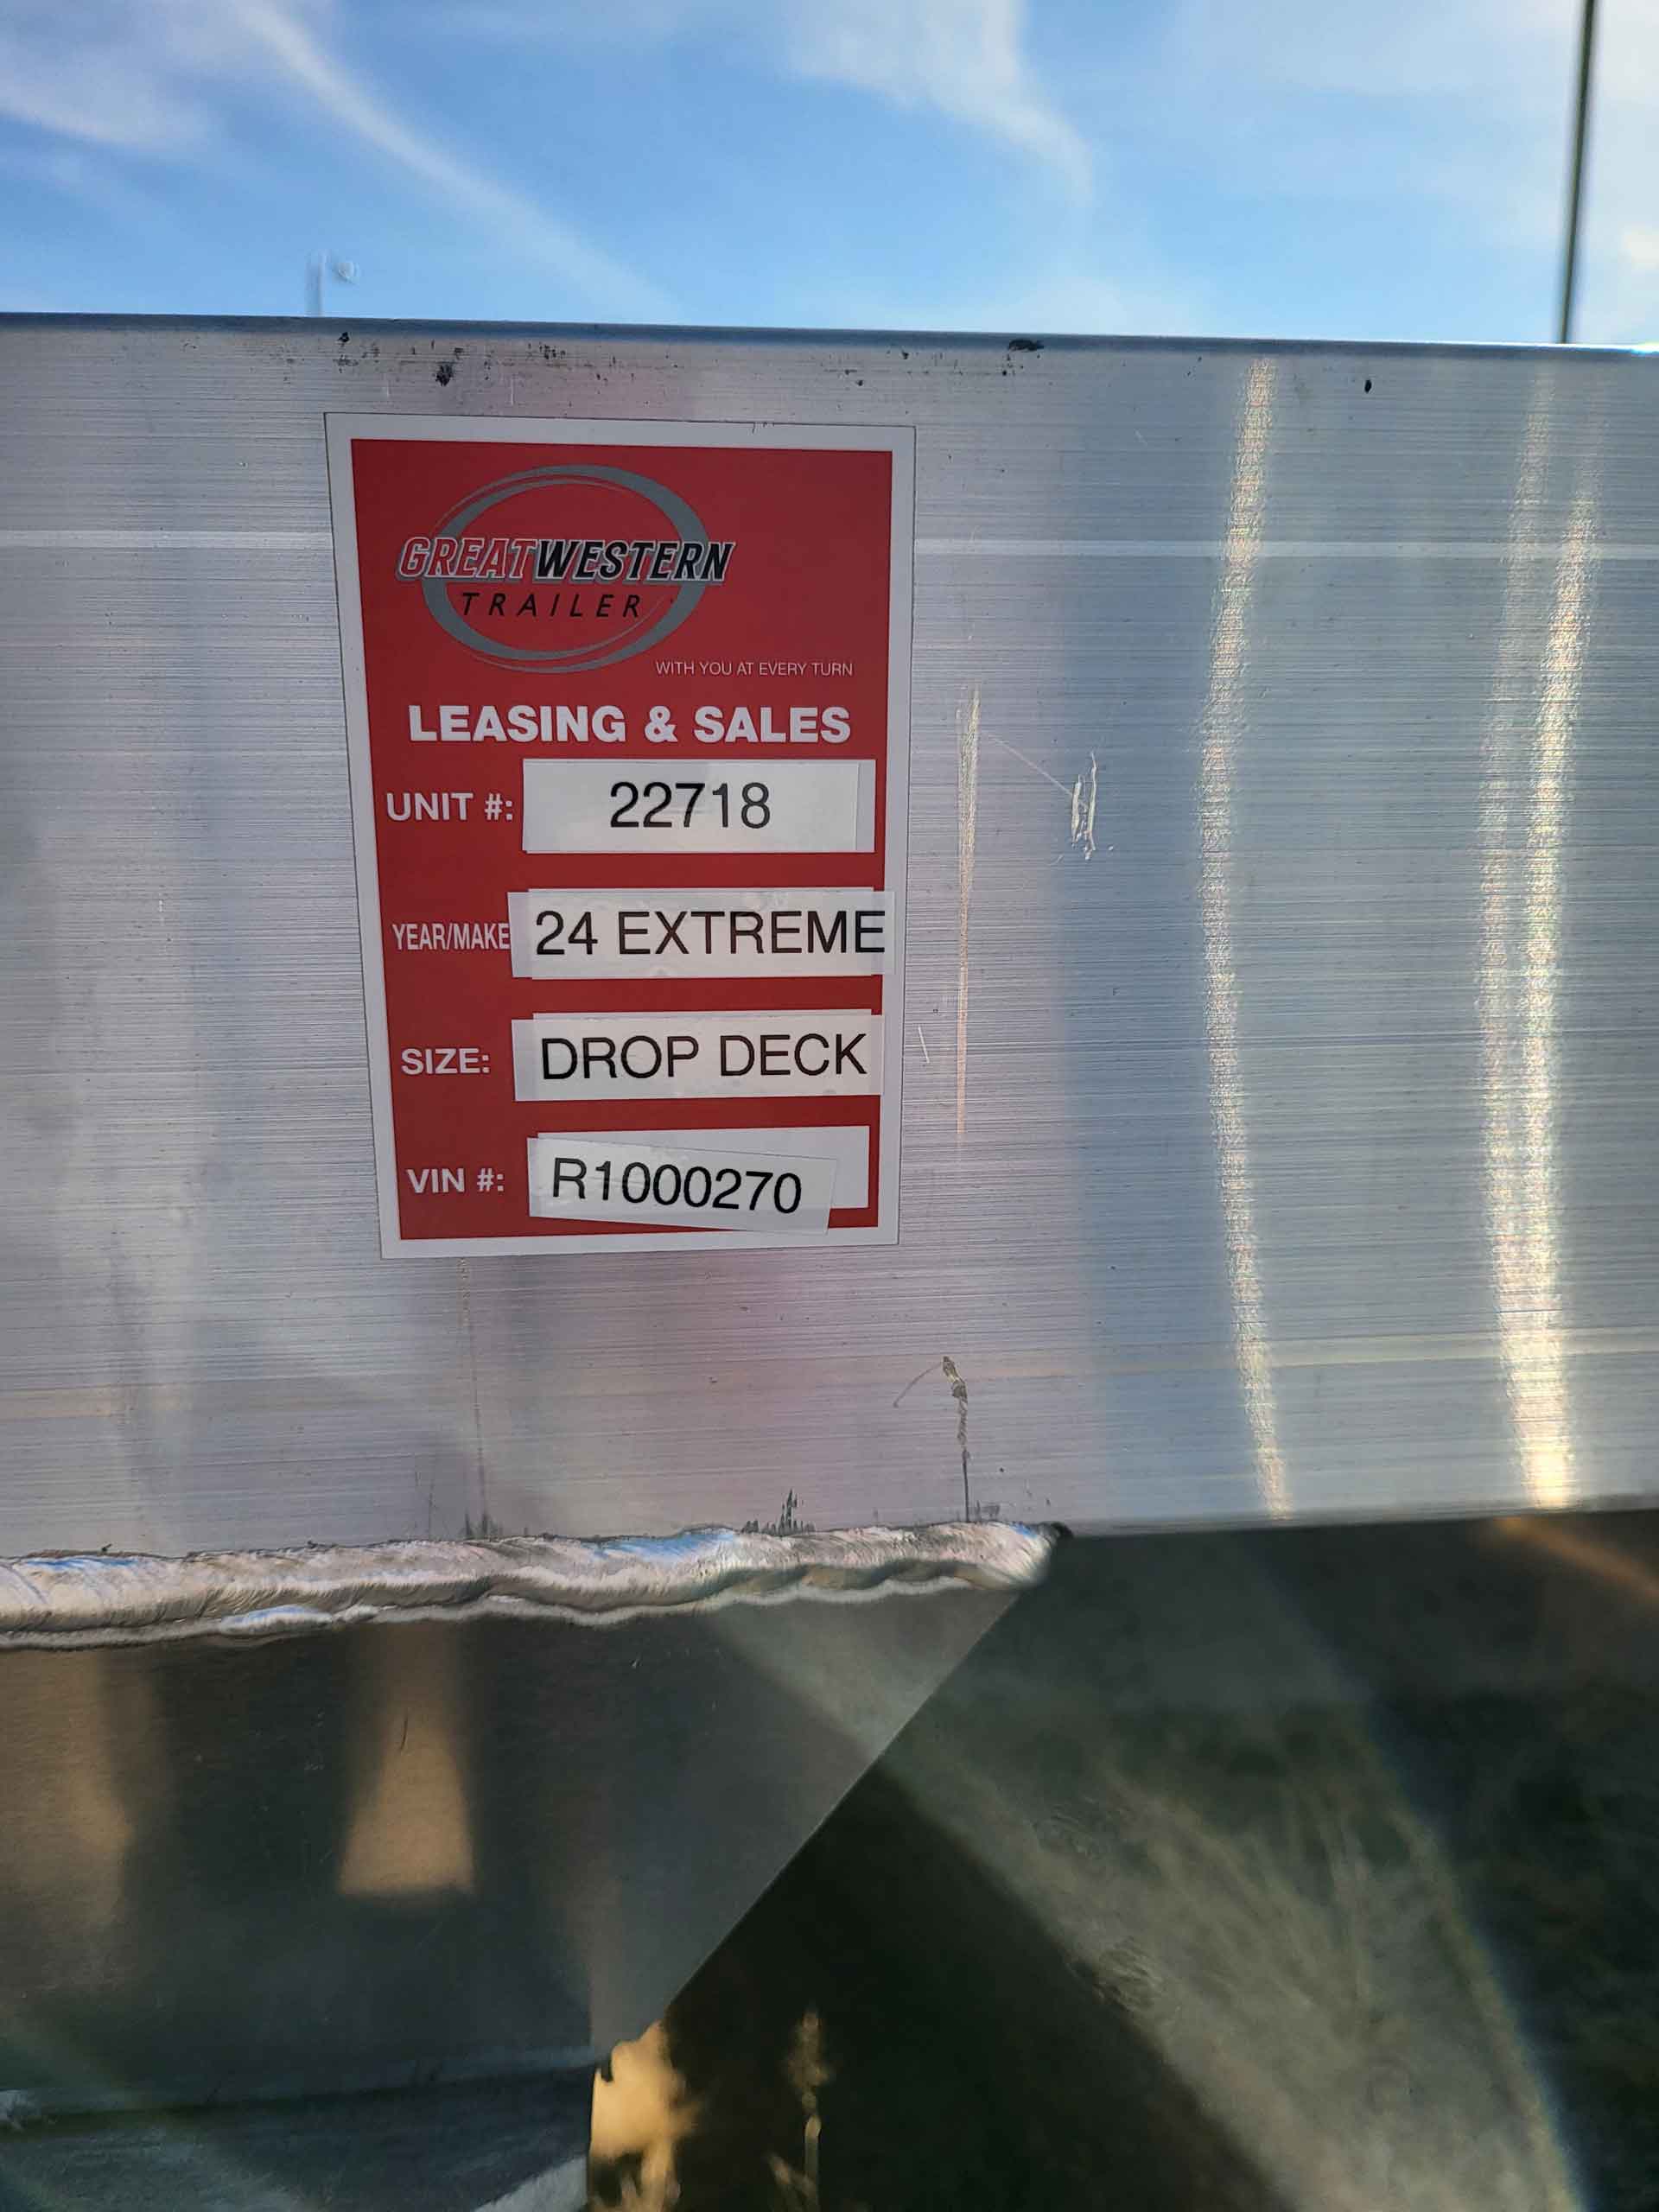 GREATWESTERN
TRAILER
WITH YOU AT EVERY TURN
LEASING & SALES
UNIT #: 22718
YEAR/MAKE 24 EXTREME
SIZE: DROP DECK
VIN #: R1000270